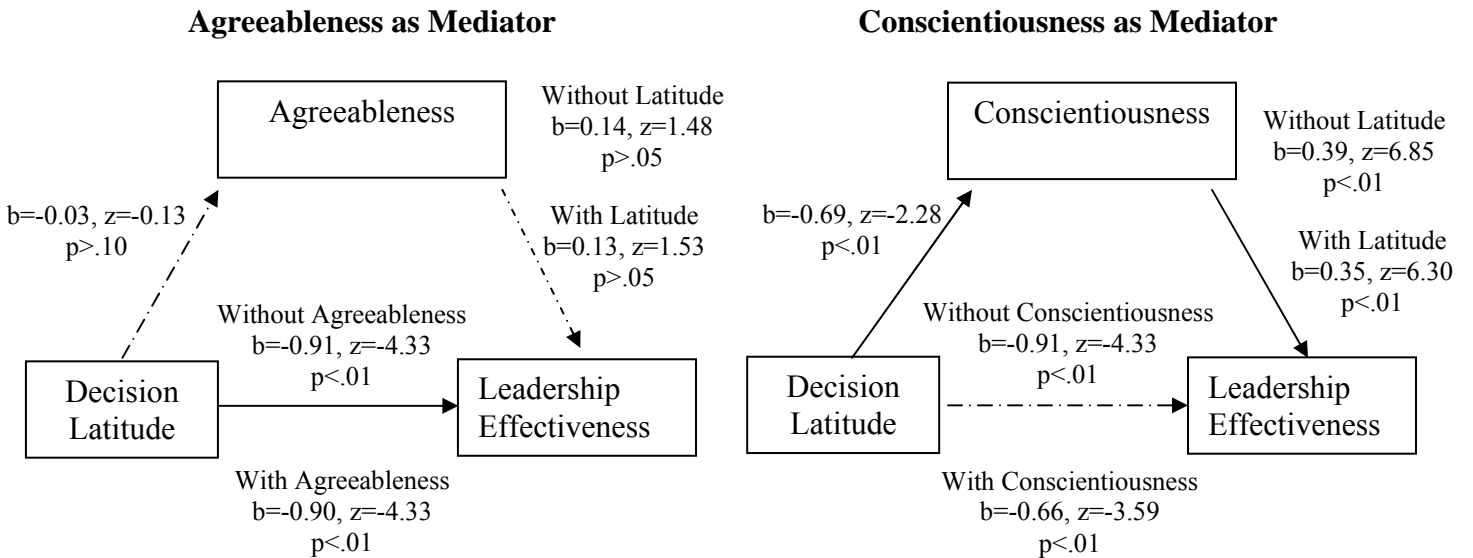 Agreeableness as Mediator
Agreeableness
Without Latitude
b=0.14, z=1.48
p>.05
b=-0.03, z=-0.13
p>.10
With Latitude
b=0.13, z=1.53
p>.05
Without Agreeableness
b=-0.91, z=-4.33
p<.01
Decision
Latitude
Leadership
Effectiveness
With Agreeableness
b=-0.90, z=-4.33
p<.01
Conscientiousness as Mediator
Conscientiousness
Without Latitude
b=0.39, z=6.85
p<.01
b=-0.69, z=-2.28
p<.01
With Latitude
b=0.35, z=6.30
p<.01
Without Conscientiousness
b=-0.91, z=-4.33
p<.01
Decision
Latitude
Leadership
Effectiveness
With Conscientiousness
b=-0.66, z=-3.59
p<.01